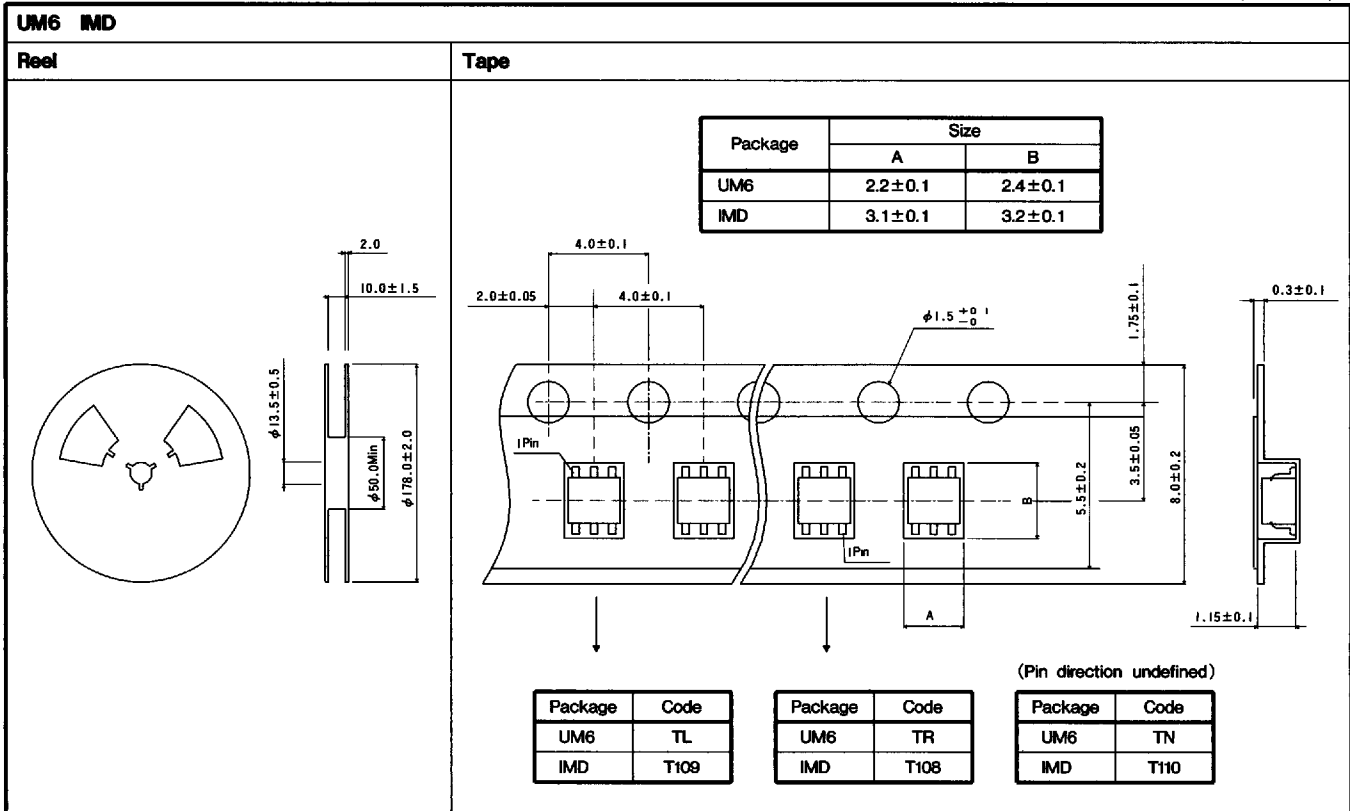 UM6 IMD
Reel
Tape
Package Size
A B
UM6 2.2±0.1 2.4±0.1
IMD 3.1±0.1 3.2±0.1
2.0
10.0±1.5
φ13.5±0.5
φ50.0Min
φ178.0±2.0
4.0±0.1
2.0±0.05 4.0±0.1
φ1.5 +0.1 -0
1.75±0.1
0.3±0.1
1Pin
B
5.5±0.2
3.5±0.05
8.0±0.2
1Pin
A
1.15±0.1
(Pin direction undefined)
Package Code
UM6 TL
IMD T109
Package Code
UM6 TR
IMD T108
Package Code
UM6 TN
IMD T110